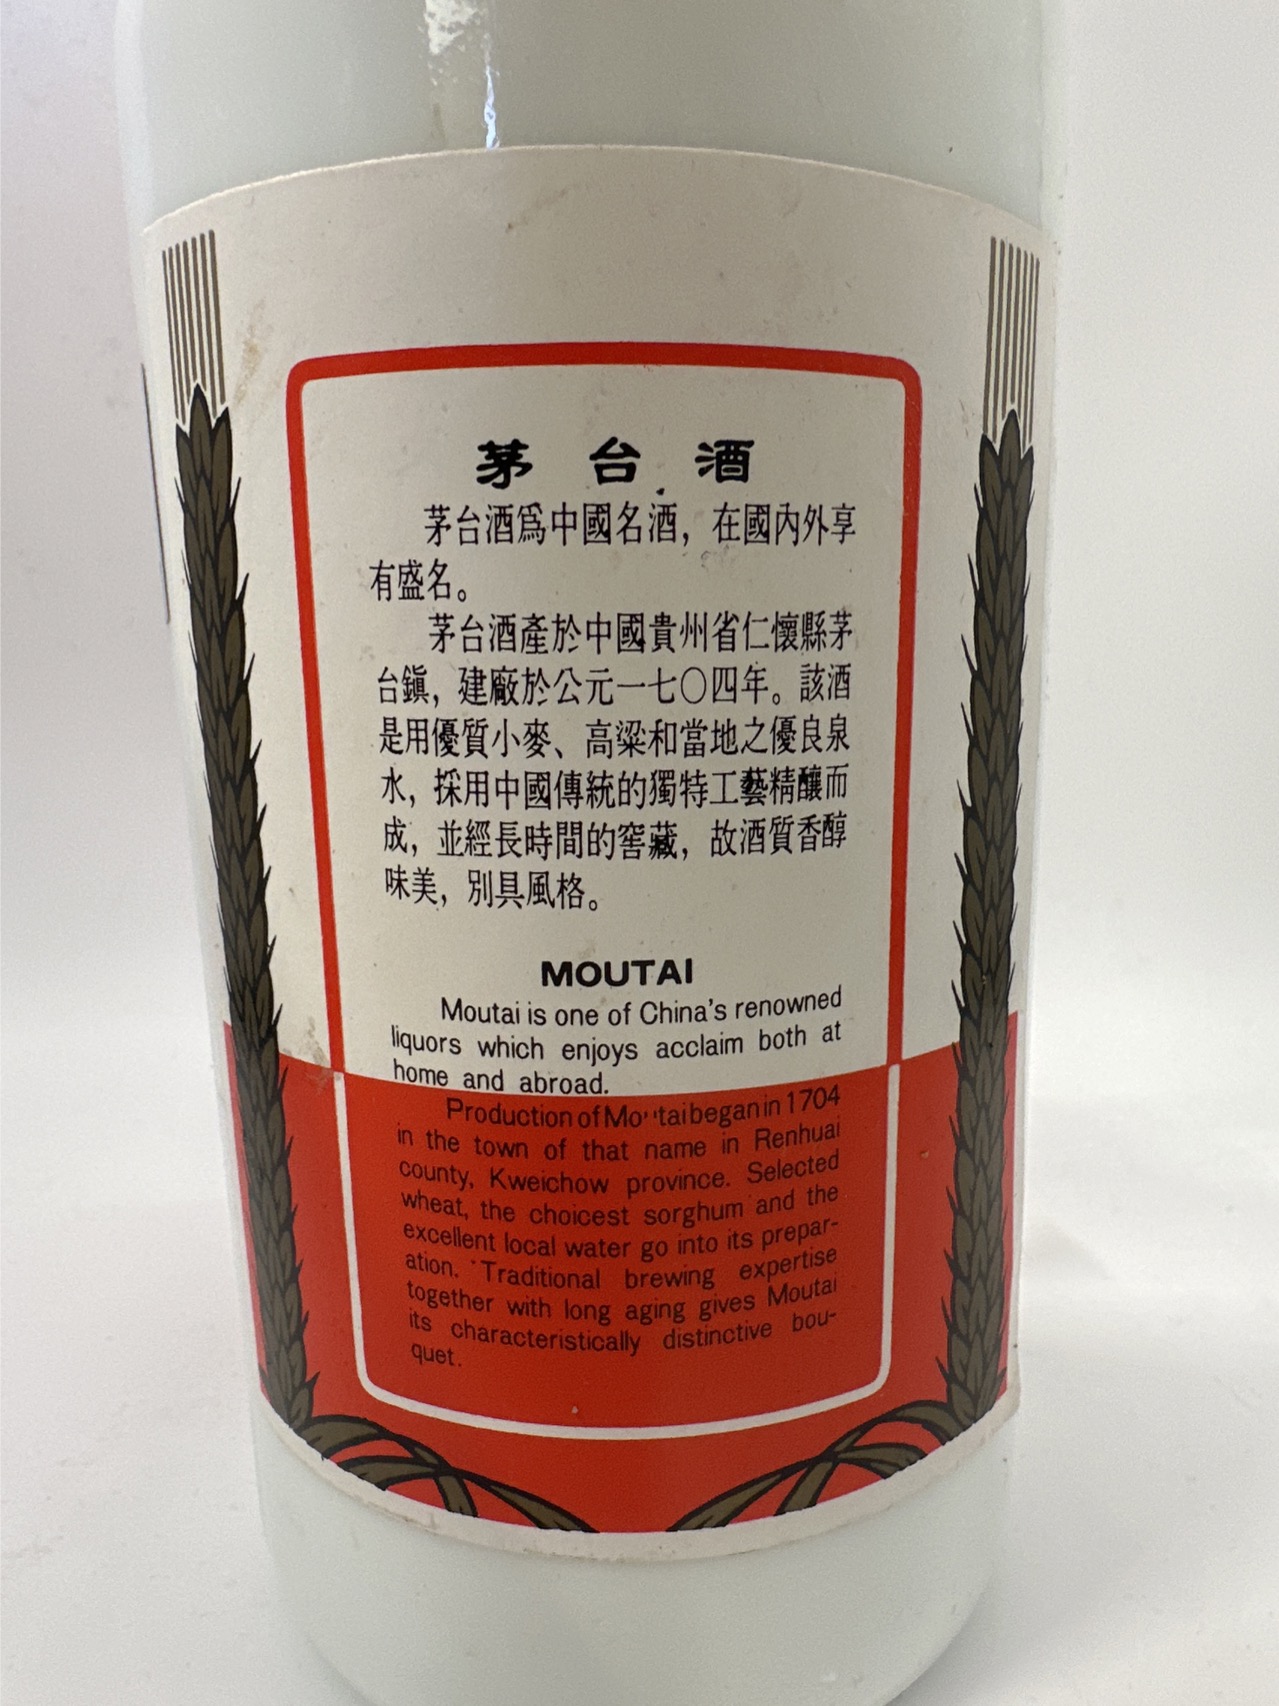 茅台酒
茅台酒爲中國名酒，在國內外享
有盛名。
茅台酒產於中國貴州省仁懷縣茅
台鎭，建廠於公元一七〇四年。該酒
是用優質小麥、高粱和當地之優良泉
水，採用中國傳統的獨特工藝精釀而
成，並經長時間的窖藏，故酒質香醇
味美，別具風格。
MOUTAI
Moutai is one of China's renowned
liquors which enjoys acclaim both at
home and abroad.
Production of Moutai began in 1704
in the town of that name in Renhuai
county, Kweichow province. Selected
wheat, the choicest sorghum and the
excellent local water go into its prepar-
ation. Traditional brewing expertise
together with long aging gives Moutai
its characteristically distinctive bou-
quet.